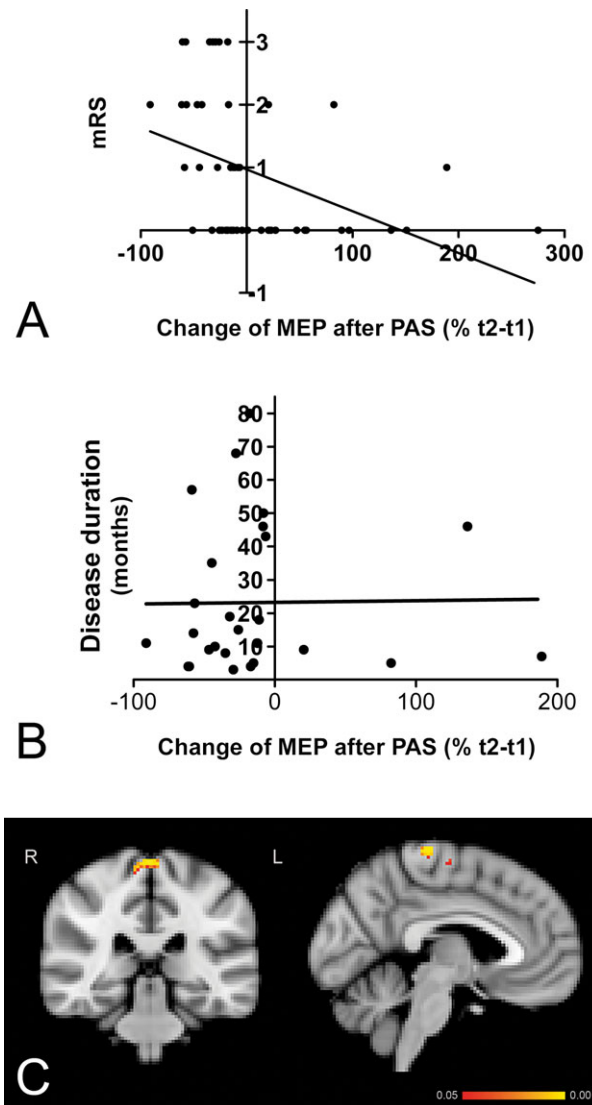 3
2
mRS
1
-100
100
200
300
-1
A
Change of MEP after PAS (% t2-t1)
80
70
60
50
40
30
20
10
Disease duration
(months)
-100
0
100
200
B
Change of MEP after PAS (% t2-t1)
R
L
C
0.05
0.00